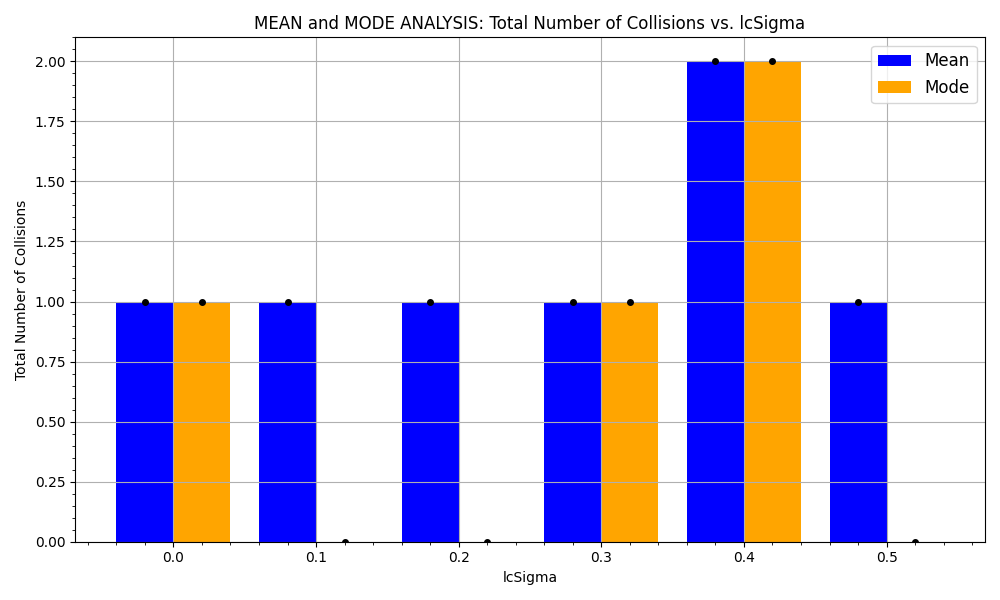 MEAN and MODE ANALYSIS: Total Number of Collisions vs. lcSigma
Mean
Mode
Total Number of Collisions
2.00
1.75
1.50
1.25
1.00
0.75
0.50
0.25
0.00
0.0 0.1 0.2 0.3 0.4 0.5
lcSigma